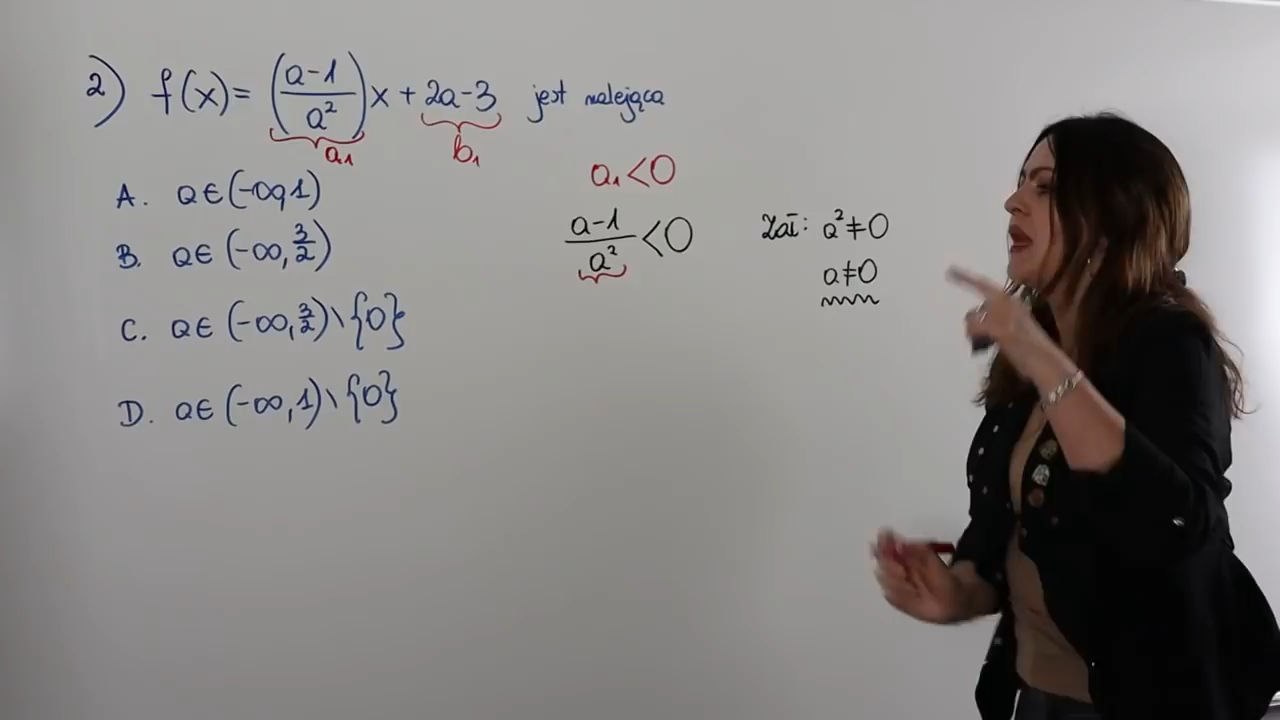 2) f(x)= ((a-1)/a²)x + 2a-3 jest malejąca
a₁ b₁
A. a∈(-∞,1)
B. a∈(-∞, 3/2)
C. a∈(-∞, 3/2)\{0}
D. a∈(-∞, 1)\{0}
a₁<0
(a-1)/a² <0
Zał: a²≠0
a≠0